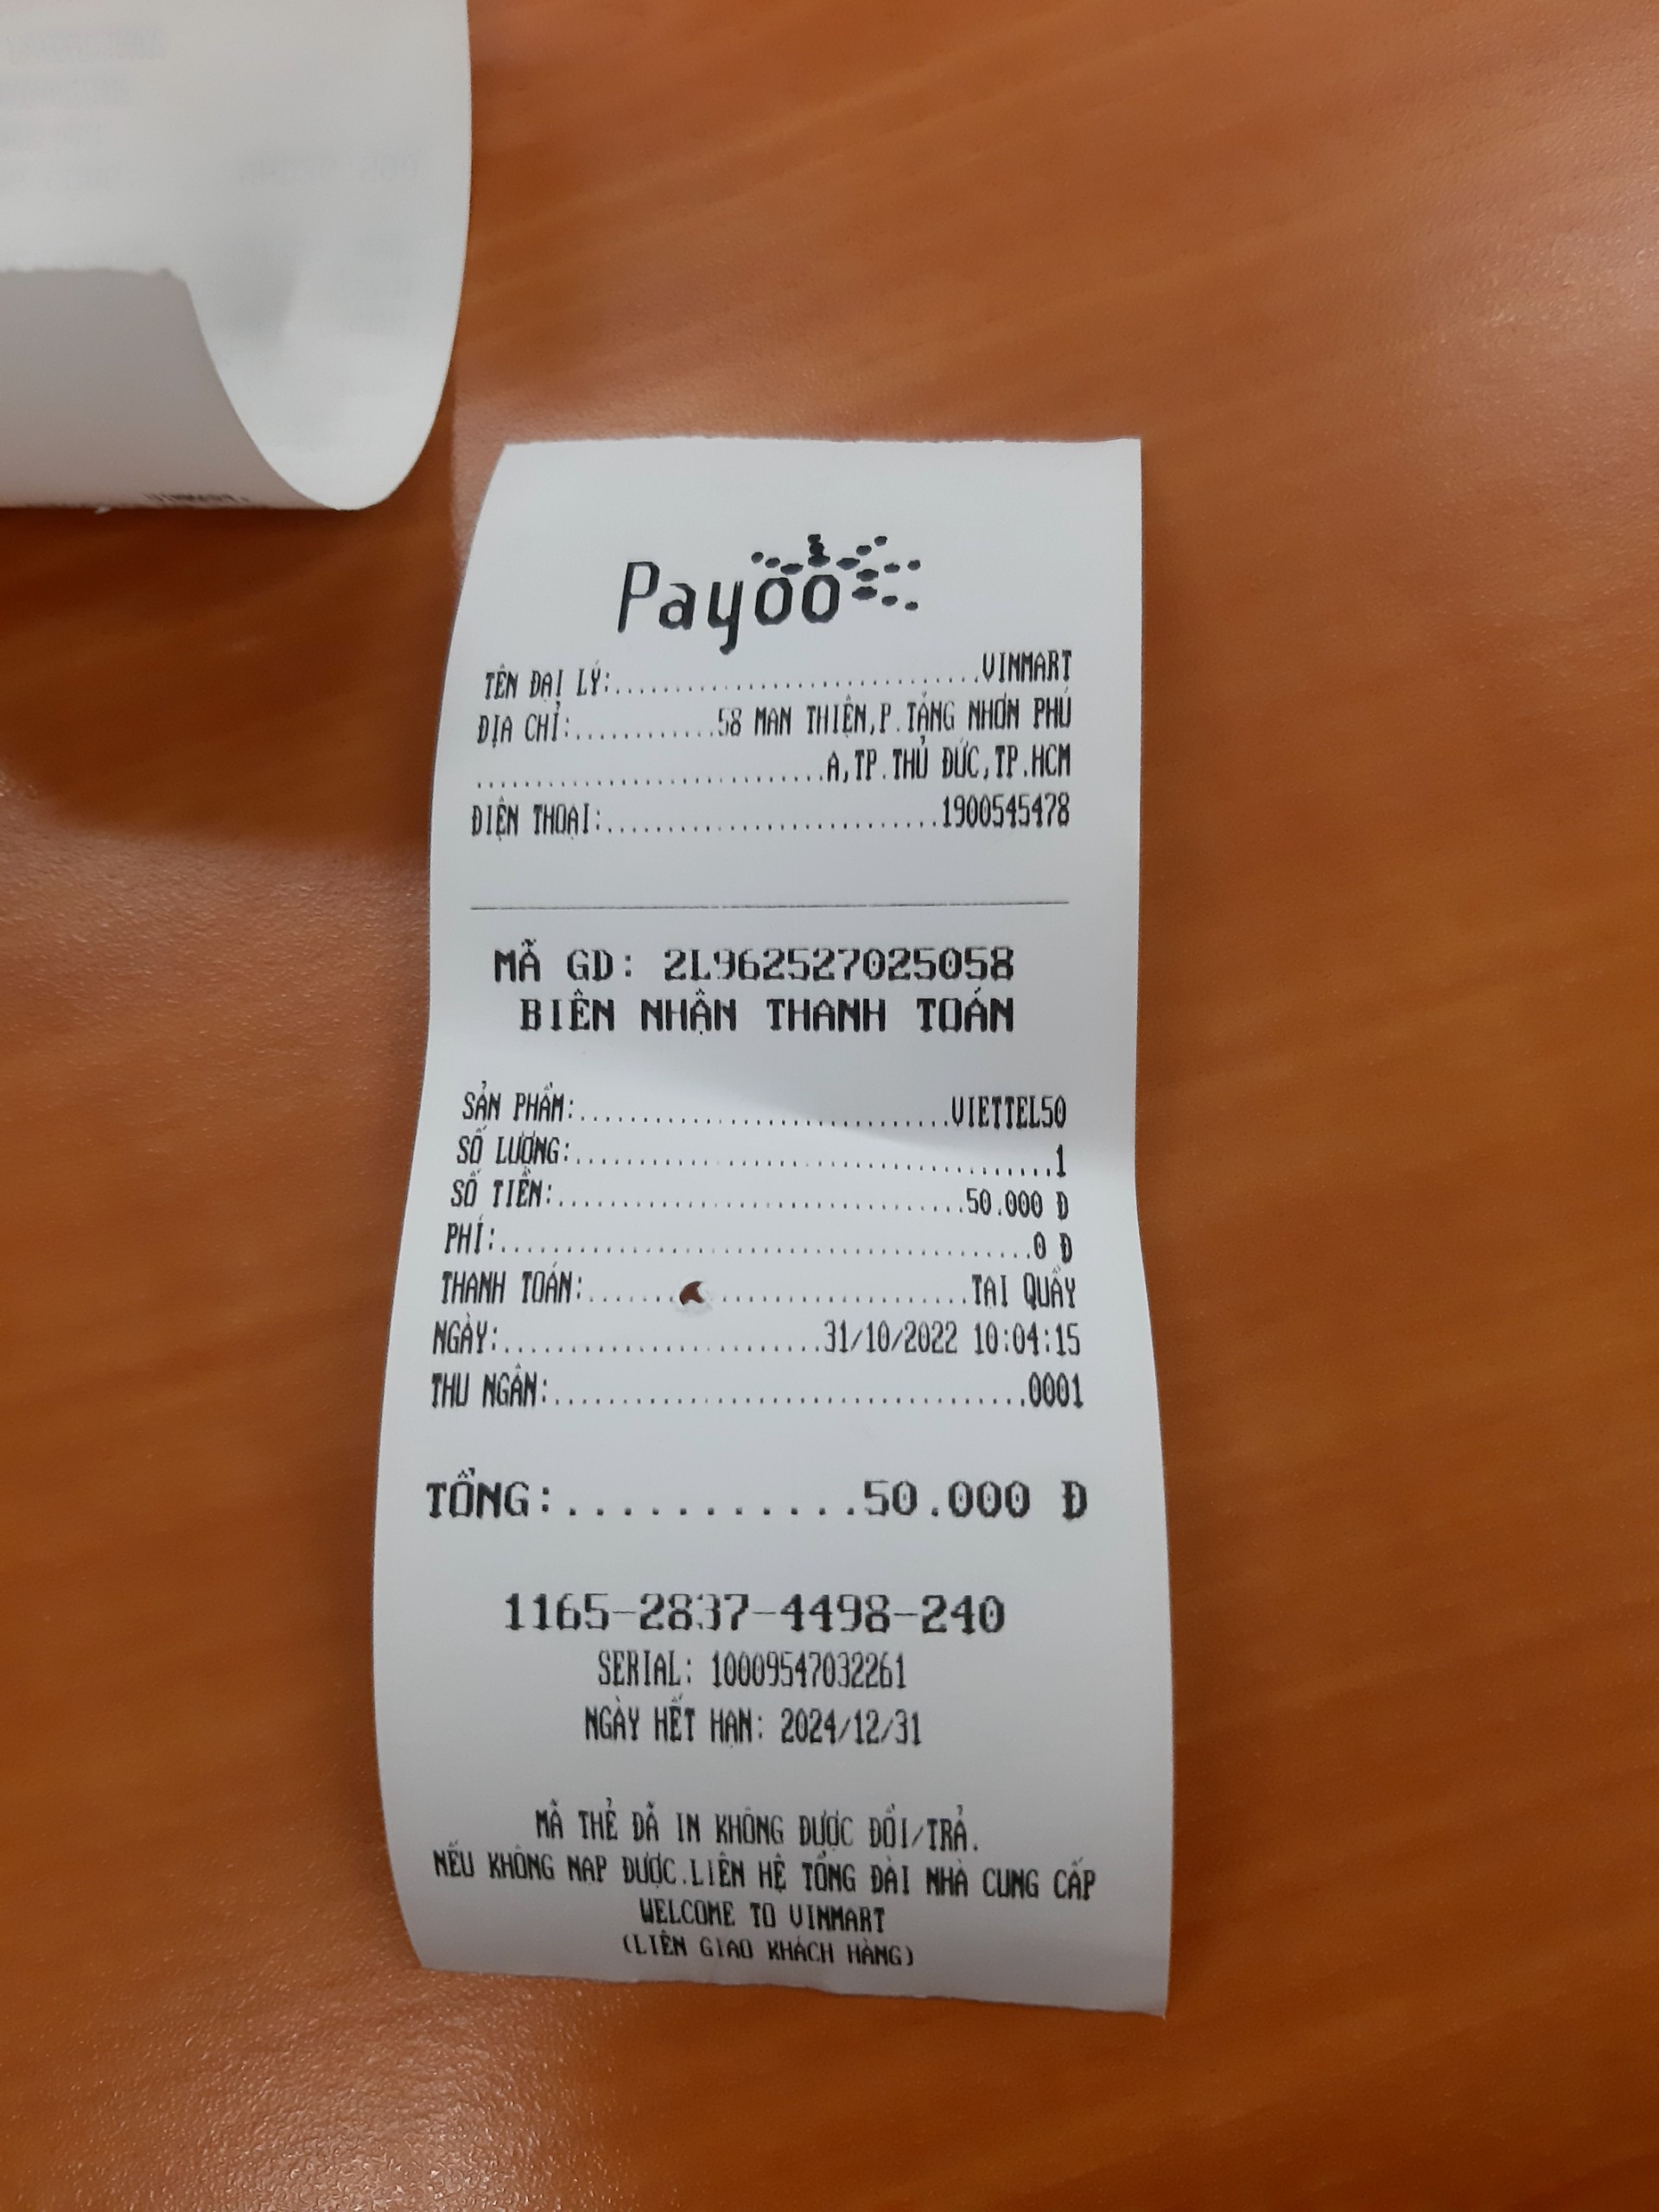 Payoo
TÊN ĐẠI LÝ:................................VINMART
ĐỊA CHỈ:............58 MAN THIỆN,P.TĂNG NHƠN PHÚ
...............................A,TP.THỦ ĐỨC,TP.HCM
ĐIỆN THOẠI:.............................1900545478
MÃ GD: 2L962527025058
BIÊN NHẬN THANH TOÁN
SẢN PHẨM:................................VIETTEL50
SỐ LƯỢNG:........................................1
SỐ TIỀN:..................................50.000 Đ
PHÍ:...........................................0 Đ
THANH TOÁN:...............................TẠI QUẦY
NGÀY:..........................31/10/2022 10:04:15
THU NGÂN:.....................................0001
TỔNG:...........50.000 Đ
1165-2837-4498-240
SERIAL: 10009547032261
NGÀY HẾT HẠN: 2024/12/31
MÃ THẺ ĐÃ IN KHÔNG ĐƯỢC ĐỔI/TRẢ.
NẾU KHÔNG NẠP ĐƯỢC.LIÊN HỆ TỔNG ĐÀI NHÀ CUNG CẤP
WELCOME TO VINMART
(LIÊN GIAO KHÁCH HÀNG)